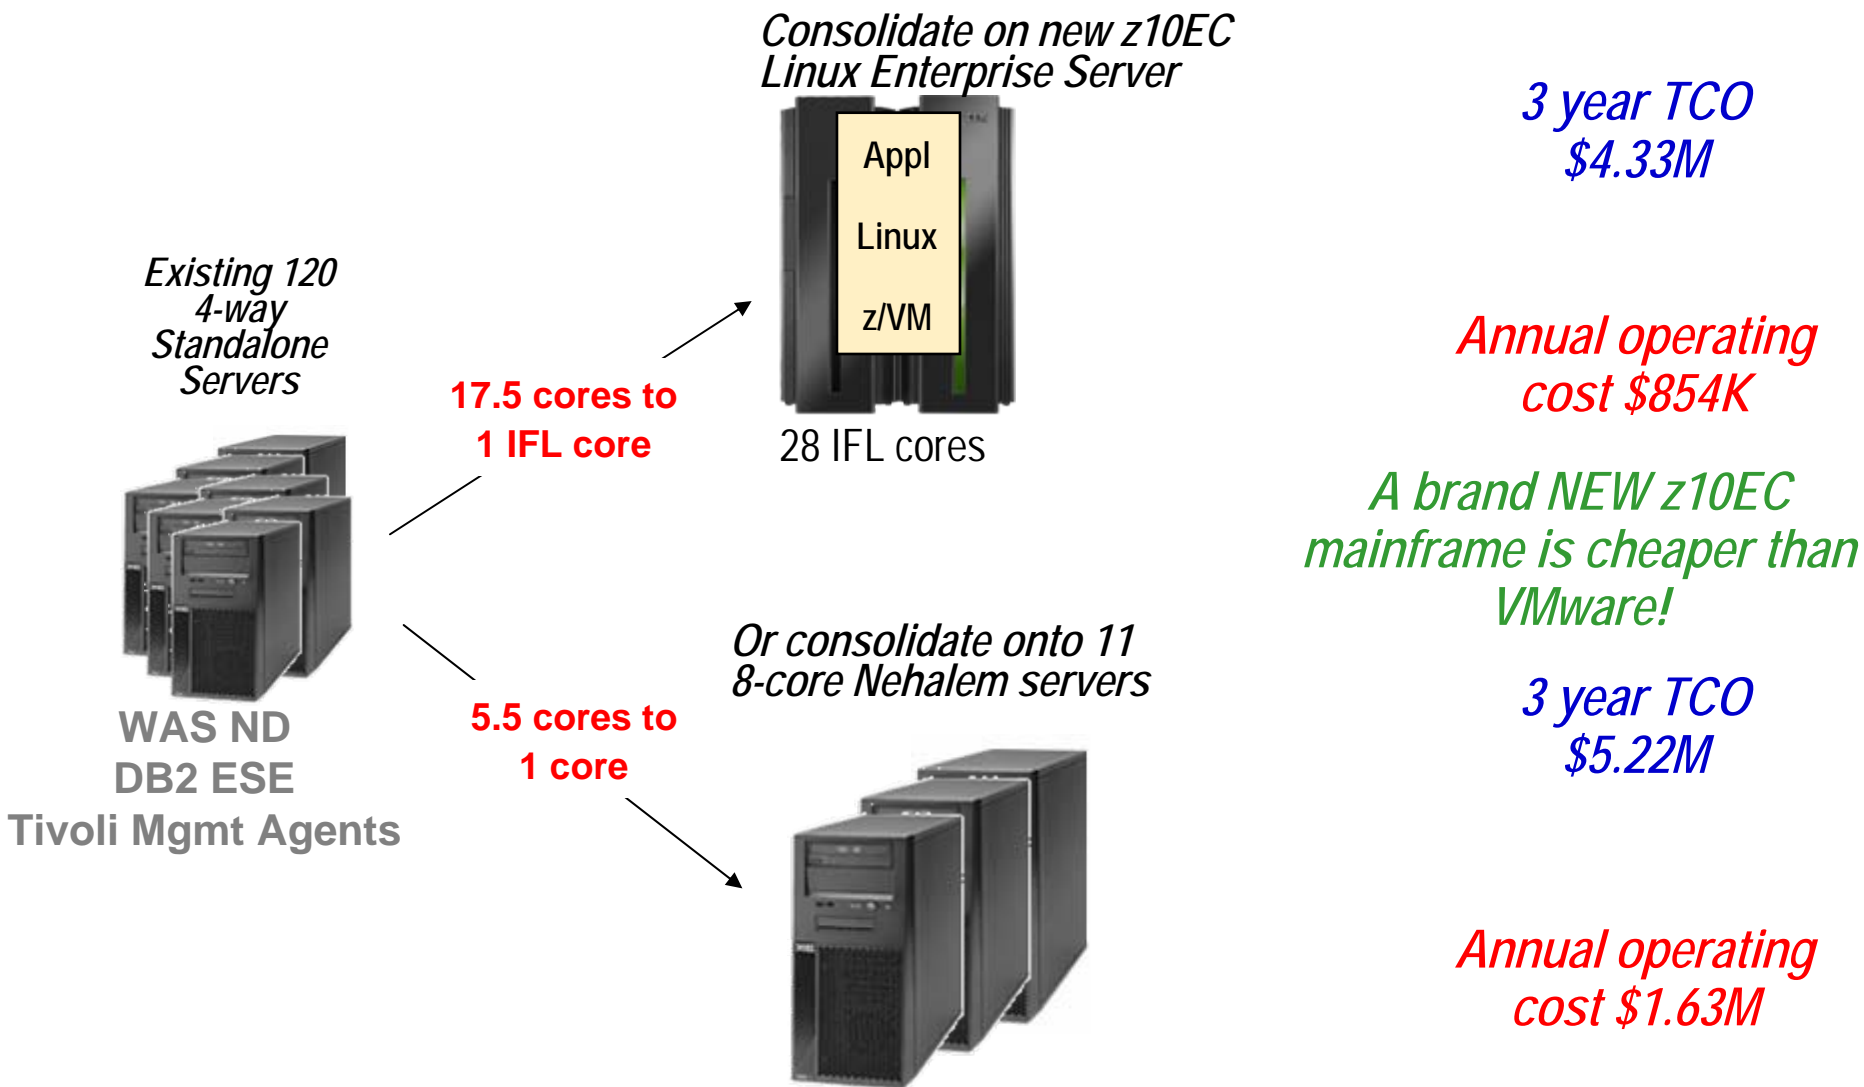 Consolidate on new z10EC
Linux Enterprise Server
Appl
Linux
z/VM
28 IFL cores
3 year TCO
$4.33M
Annual operating
cost $854K
Existing 120
4-way
Standalone
Servers
17.5 cores to
1 IFL core
A brand NEW z10EC
mainframe is cheaper than
VMware!
WAS ND
DB2 ESE
Tivoli Mgmt Agents
5.5 cores to
1 core
Or consolidate onto 11
8-core Nehalem servers
3 year TCO
$5.22M
Annual operating
cost $1.63M